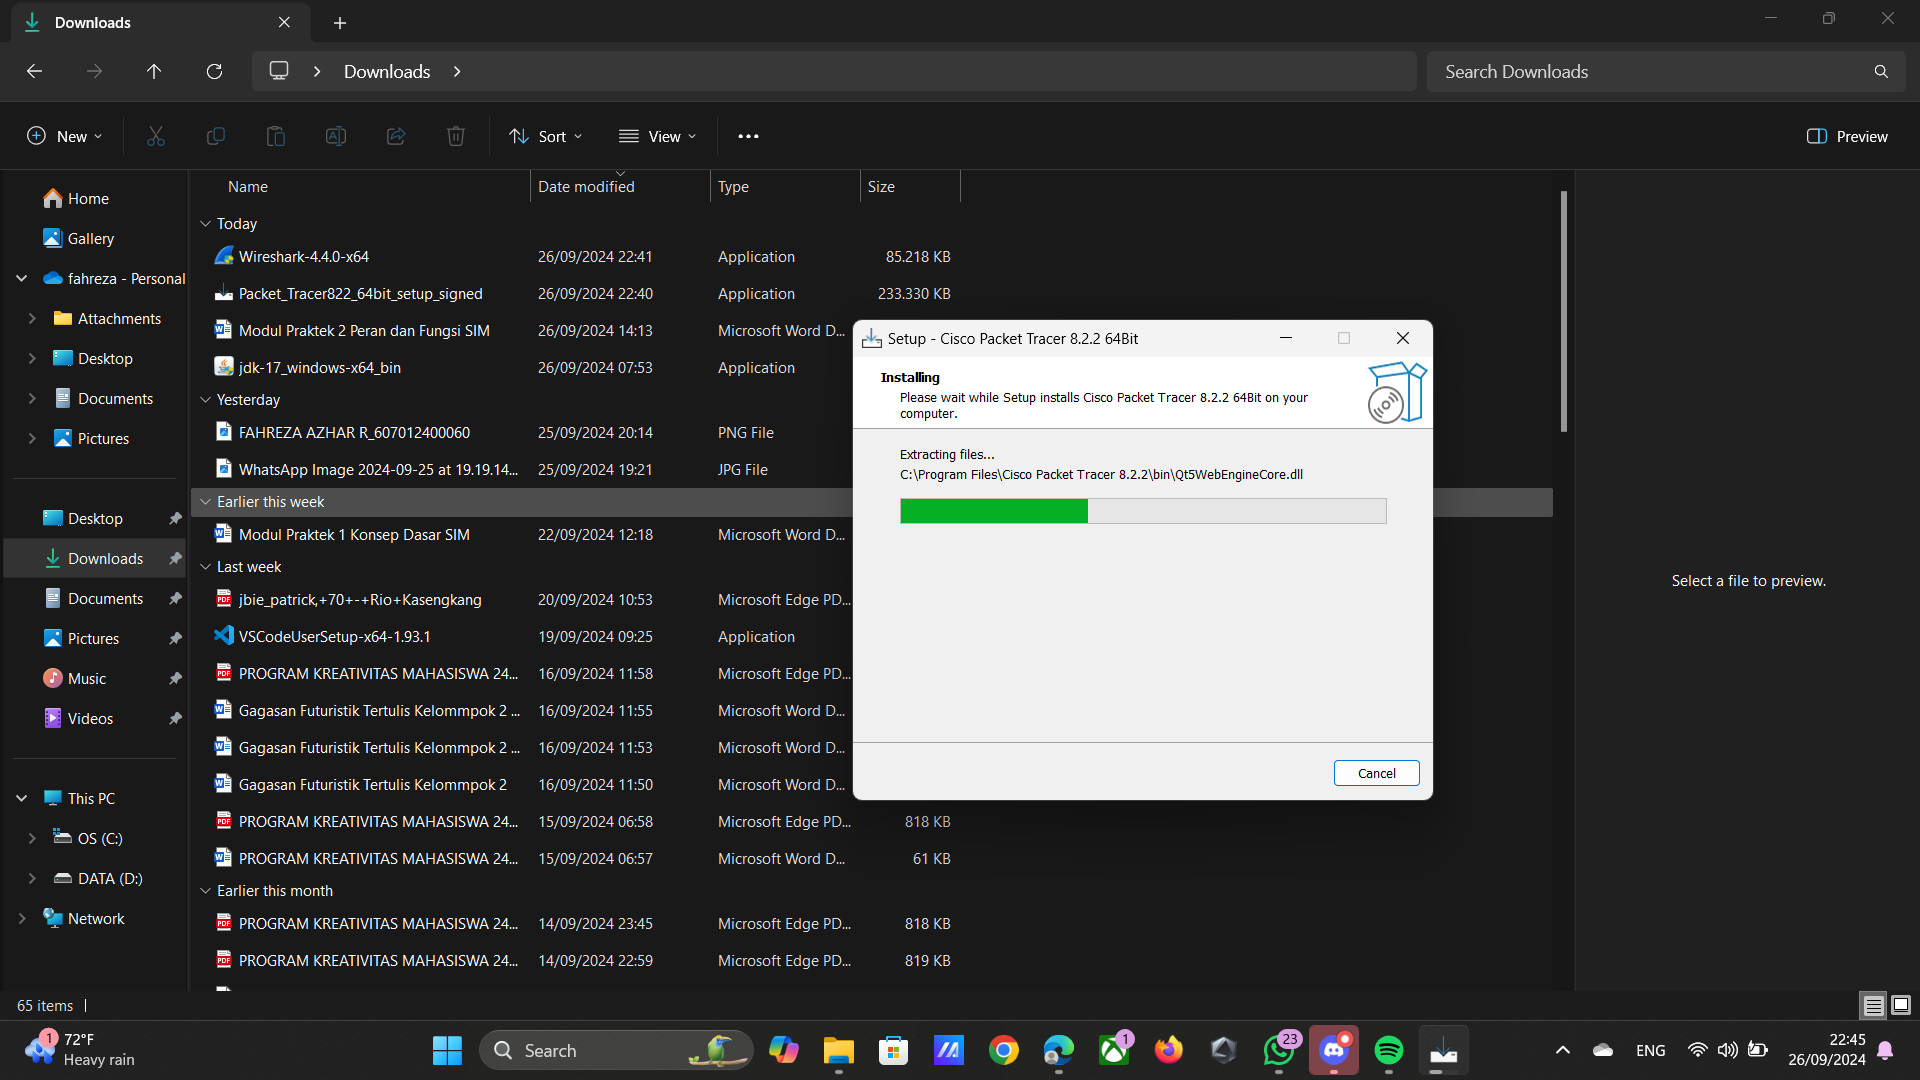 Downloads
Downloads
Search Downloads
New
Sort
View
Preview
Name Date modified Type Size
Today
Wireshark-4.4.0-x64 26/09/2024 22:41 Application 85.218 KB
Packet_Tracer822_64bit_setup_signed 26/09/2024 22:40 Application 233.330 KB
Modul Praktek 2 Peran dan Fungsi SIM 26/09/2024 14:13 Microsoft Word D...
jdk-17_windows-x64_bin 26/09/2024 07:53 Application
Yesterday
FAHREZA AZHAR R_607012400060 25/09/2024 20:14 PNG File
WhatsApp Image 2024-09-25 at 19.19.14... 25/09/2024 19:21 JPG File
Earlier this week
Modul Praktek 1 Konsep Dasar SIM 22/09/2024 12:18 Microsoft Word D...
Last week
jbie_patrick,+70+-+Rio+Kasengkang 20/09/2024 10:53 Microsoft Edge PD...
VSCodeUserSetup-x64-1.93.1 19/09/2024 09:25 Application
PROGRAM KREATIVITAS MAHASISWA 24... 16/09/2024 11:58 Microsoft Edge PD...
Gagasan Futuristik Tertulis Kelommpok 2 ... 16/09/2024 11:55 Microsoft Word D...
Gagasan Futuristik Tertulis Kelommpok 2 ... 16/09/2024 11:53 Microsoft Word D...
Gagasan Futuristik Tertulis Kelommpok 2 16/09/2024 11:50 Microsoft Word D...
PROGRAM KREATIVITAS MAHASISWA 24... 15/09/2024 06:58 Microsoft Edge PD... 818 KB
PROGRAM KREATIVITAS MAHASISWA 24... 15/09/2024 06:57 Microsoft Word D... 61 KB
Earlier this month
PROGRAM KREATIVITAS MAHASISWA 24... 14/09/2024 23:45 Microsoft Edge PD... 818 KB
PROGRAM KREATIVITAS MAHASISWA 24... 14/09/2024 22:59 Microsoft Edge PD... 819 KB
Home
Gallery
fahreza - Personal
Attachments
Desktop
Documents
Pictures
Desktop
Downloads
Documents
Pictures
Music
Videos
This PC
OS (C:)
DATA (D:)
Network
Setup - Cisco Packet Tracer 8.2.2 64Bit
Installing
Please wait while Setup installs Cisco Packet Tracer 8.2.2 64Bit on your
computer.
Extracting files...
C:\Program Files\Cisco Packet Tracer 8.2.2\bin\Qt5WebEngineCore.dll
Cancel
Select a file to preview.
65 items
1
72°F
Heavy rain
Search
1
23
ENG
22:45
26/09/2024